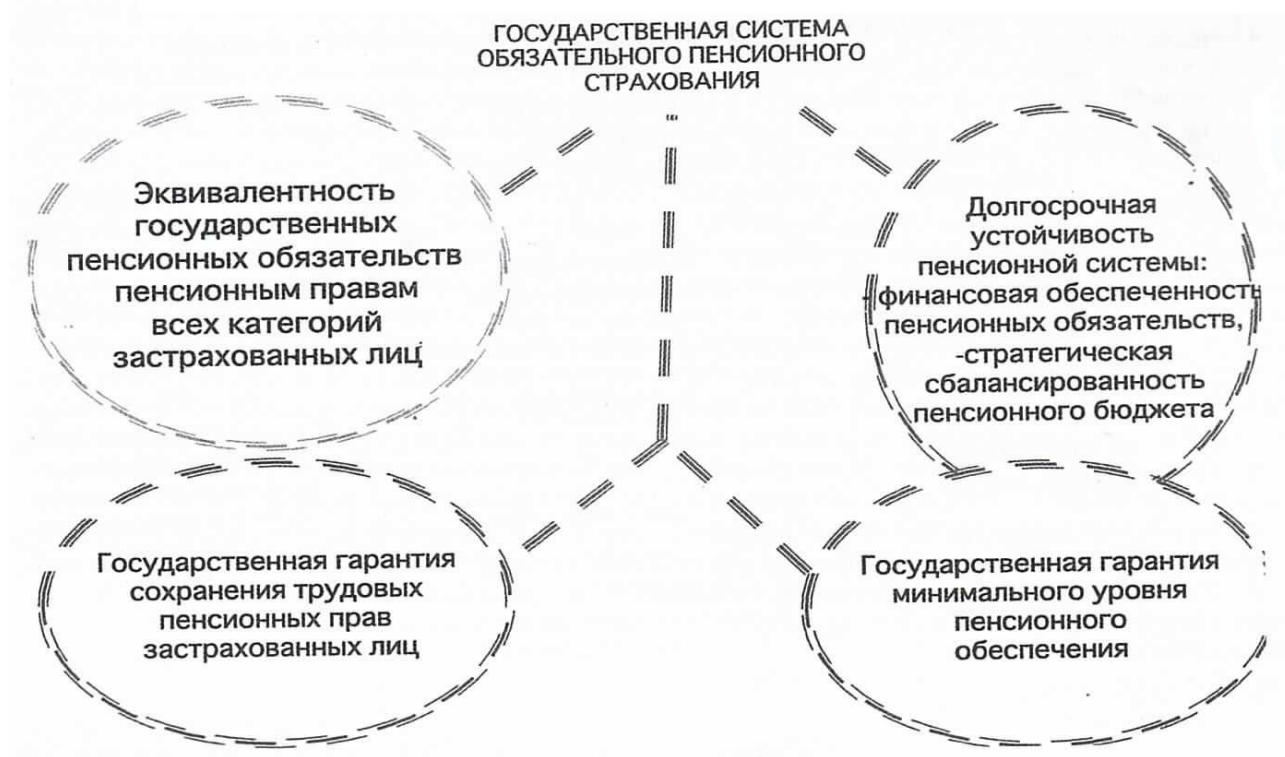 ГОСУДАРСТВЕННАЯ СИСТЕМА
ОБЯЗАТЕЛЬНОГО ПЕНСИОННОГО
СТРАХОВАНИЯ
Эквивалентность
государственных
пенсионных обязательств
пенсионным правам
всех категорий
застрахованных лиц
Долгосрочная
устойчивость
пенсионной системы:
- финансовая обеспеченность
пенсионных обязательств,
-стратегическая
сбалансированность
пенсионного бюджета
Государственная гарантия
сохранения трудовых
пенсионных прав
застрахованных лиц
Государственная гарантия
минимального уровня
пенсионного
обеспечения